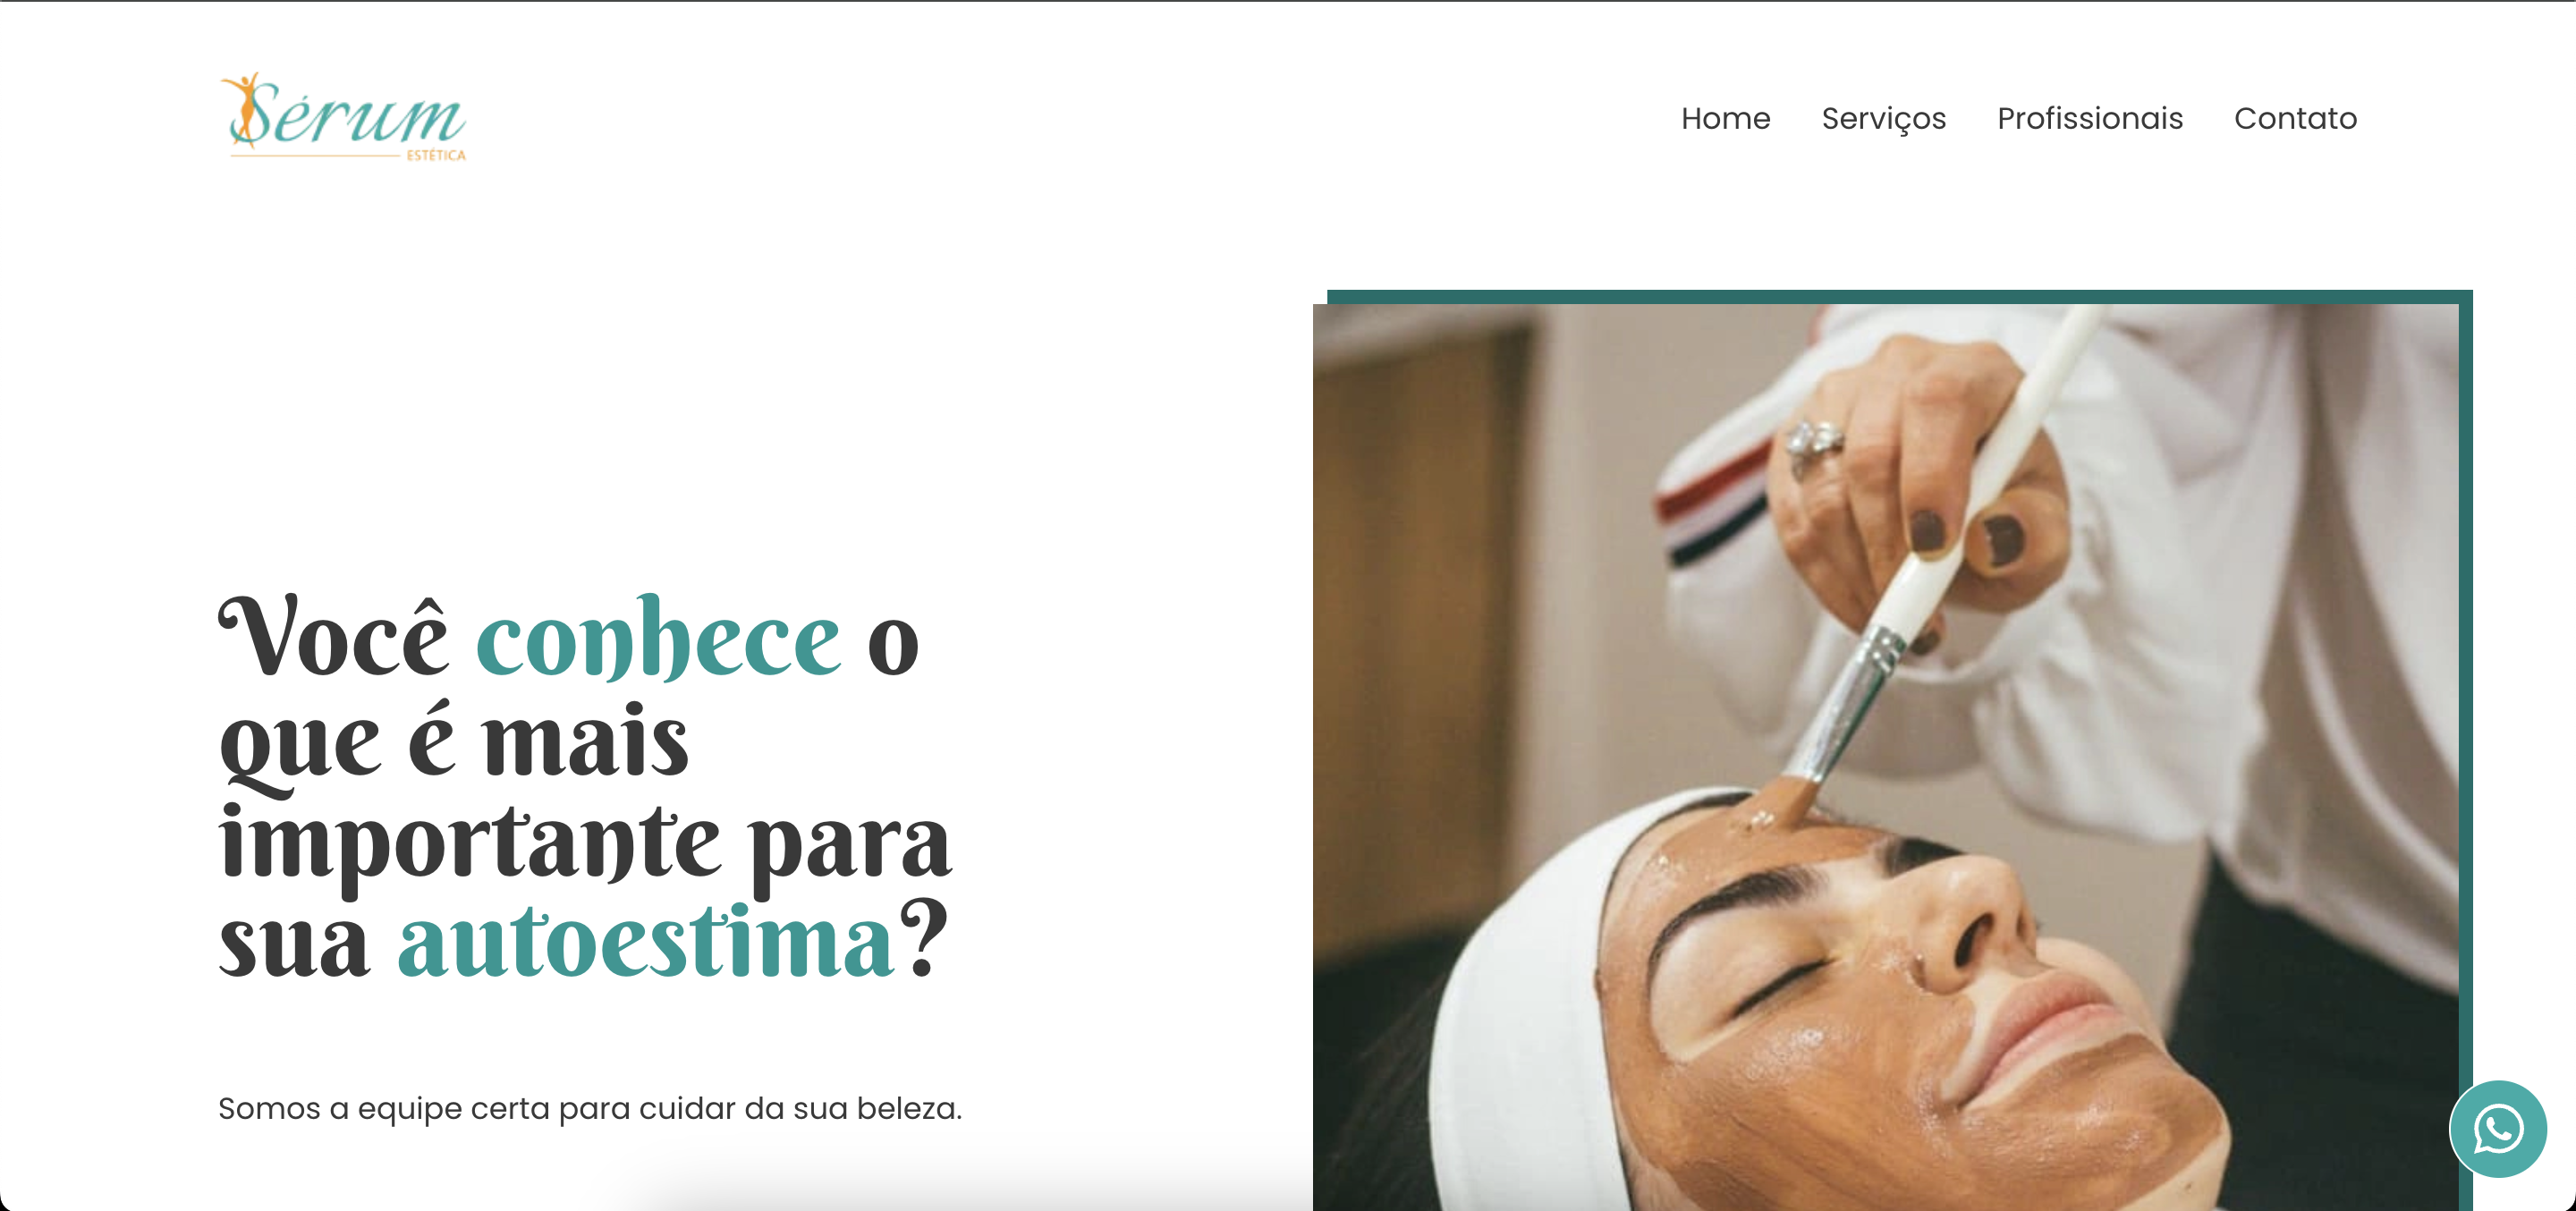 Sérum
ESTÉTICA
Home Serviços Profissionais Contato
Você conhece o
que é mais
importante para
sua autoestima?
Somos a equipe certa para cuidar da sua beleza.